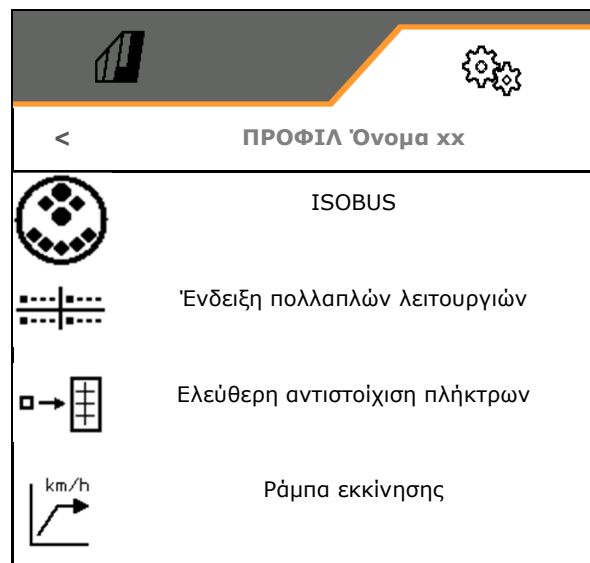 < ΠΡΟΦΙΛ Όνομα xx
ISOBUS
Ένδειξη πολλαπλών λειτουργιών
Ελεύθερη αντιστοίχιση πλήκτρων
km/h
Ράμπα εκκίνησης